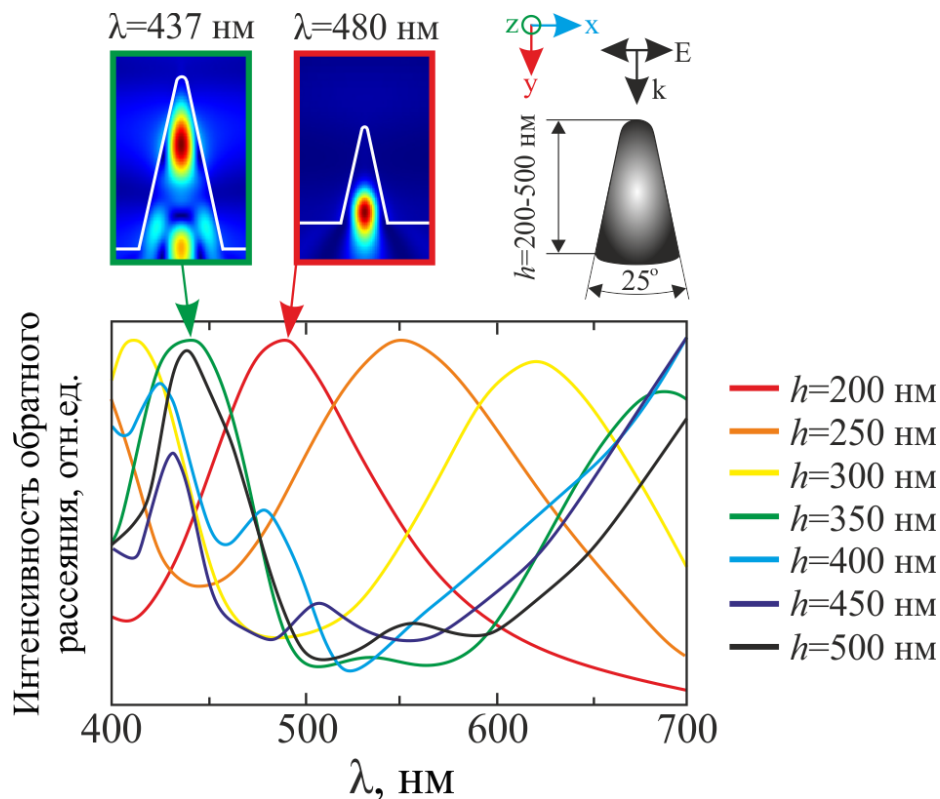 λ=437 нм
λ=480 нм
z
x
y
E
k
h=200-500 нм
25°
Интенсивность обратного
рассеяния, отн.ед.
400
500
600
700
λ, нм
h=200 нм
h=250 нм
h=300 нм
h=350 нм
h=400 нм
h=450 нм
h=500 нм